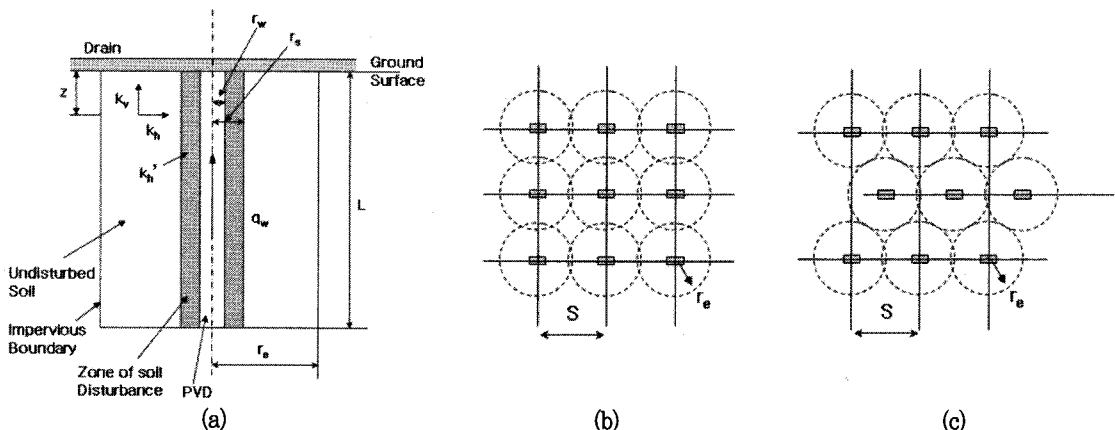 r_w
r_s
Drain
Ground
Surface
z
k_v
k_h
k_h'
L
q_w
Undisturbed
Soil
Impervious
Boundary
Zone of soil
Disturbance
PVD
r_e
(a)
S
r_e
(b)
S
r_e
(c)